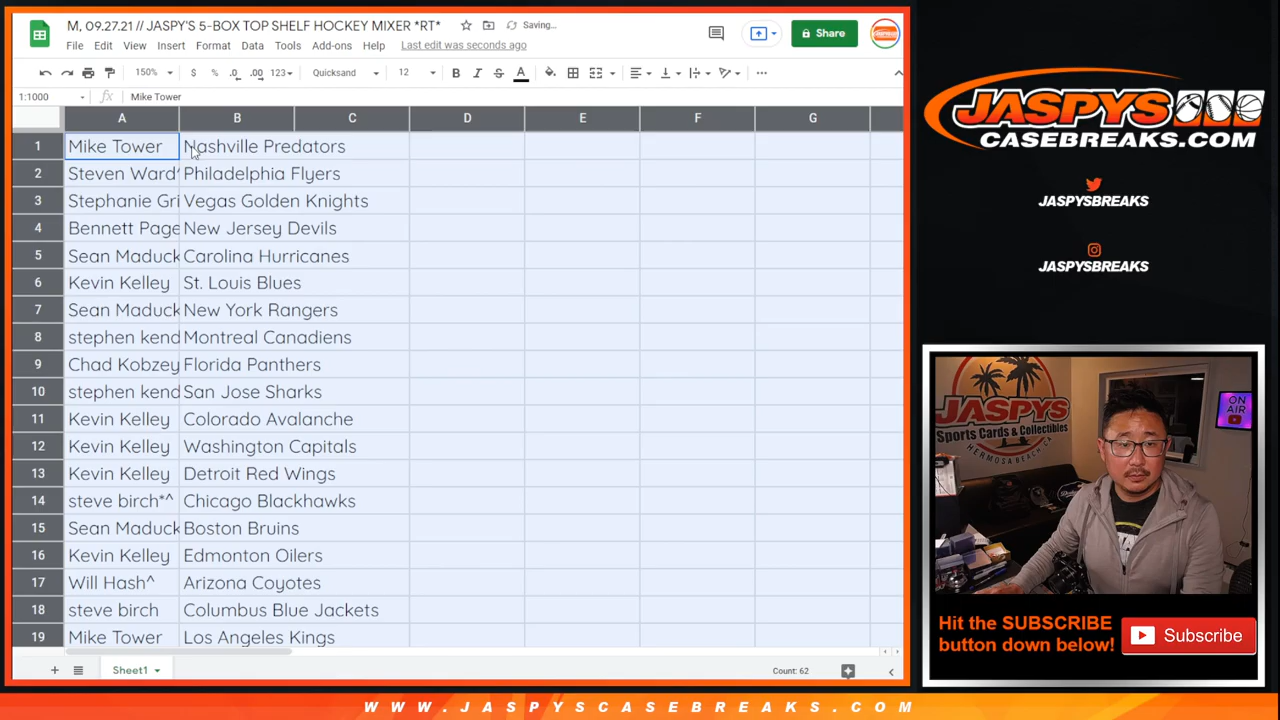 M, 09.27.21 // JASPY'S 5-BOX TOP SHELF HOCKEY MIXER *RT*
Saving...
File Edit View Insert Format Data Tools Add-ons Help Last edit was seconds ago
Share
150% $ % .0 .00 123 Quicksand 12 B I S A
1:1000 fx Mike Tower
A B C D E F G
1 Mike Tower Nashville Predators
2 Steven Ward^ Philadelphia Flyers
3 Stephanie Gri Vegas Golden Knights
4 Bennett Page New Jersey Devils
5 Sean Maduck Carolina Hurricanes
6 Kevin Kelley St. Louis Blues
7 Sean Maduck New York Rangers
8 stephen kend Montreal Canadiens
9 Chad Kobzey Florida Panthers
10 stephen kend San Jose Sharks
11 Kevin Kelley Colorado Avalanche
12 Kevin Kelley Washington Capitals
13 Kevin Kelley Detroit Red Wings
14 steve birch*^ Chicago Blackhawks
15 Sean Maduck Boston Bruins
16 Kevin Kelley Edmonton Oilers
17 Will Hash^ Arizona Coyotes
18 steve birch Columbus Blue Jackets
19 Mike Tower Los Angeles Kings
Sheet1
Count: 62
JASPYS
CASEBREAKS.COM
JASPYSBREAKS
JASPYSBREAKS
JASPYS
Sports Cards & Collectibles
HERMOSA BEACH CA
ON AIR
Hit the SUBSCRIBE
button down below!
Subscribe
WWW.JASPYSCASEBREAKS.COM